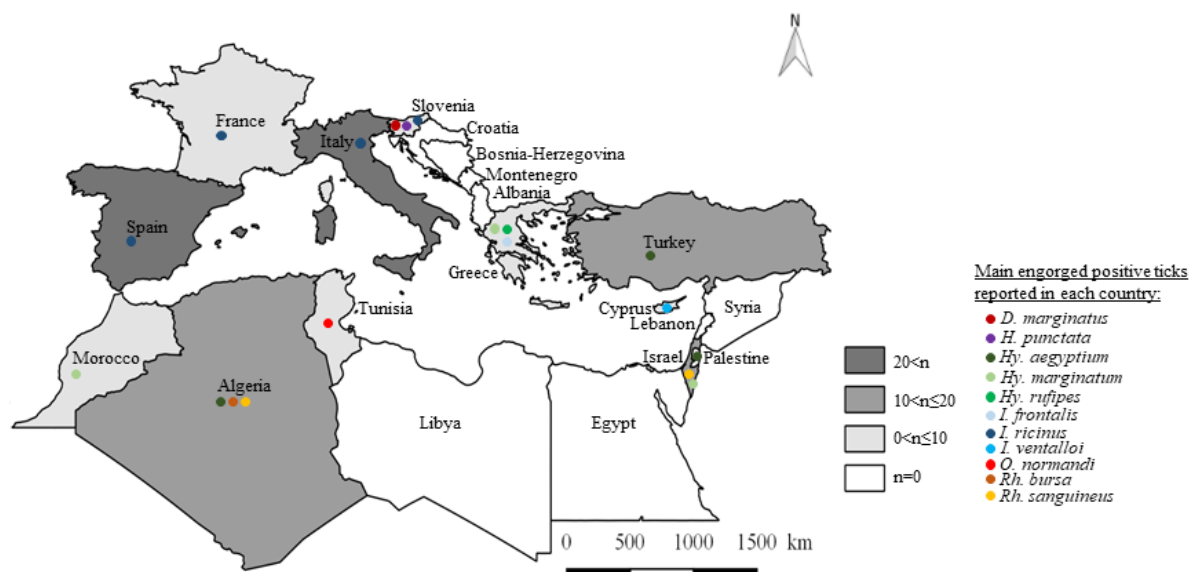 N
Slovenia
France
Croatia
Italy
Bosnia-Herzegovina
Montenegro
Albania
Spain
Turkey
Greece
Main engorged positive ticks
reported in each country:
Tunisia
Cyprus
Syria
Lebanon
D. marginatus
H. punctata
Morocco
Israel
Palestine
Hy. aegyptium
20<n
Hy. marginatum
Algeria
Hy. rufipes
10<n≤20
I. frontalis
Libya
Egypt
I. ricinus
0<n≤10
I. ventalloi
O. normandi
n=0
Rh. bursa
Rh. sanguineus
0 500 1000 1500 km